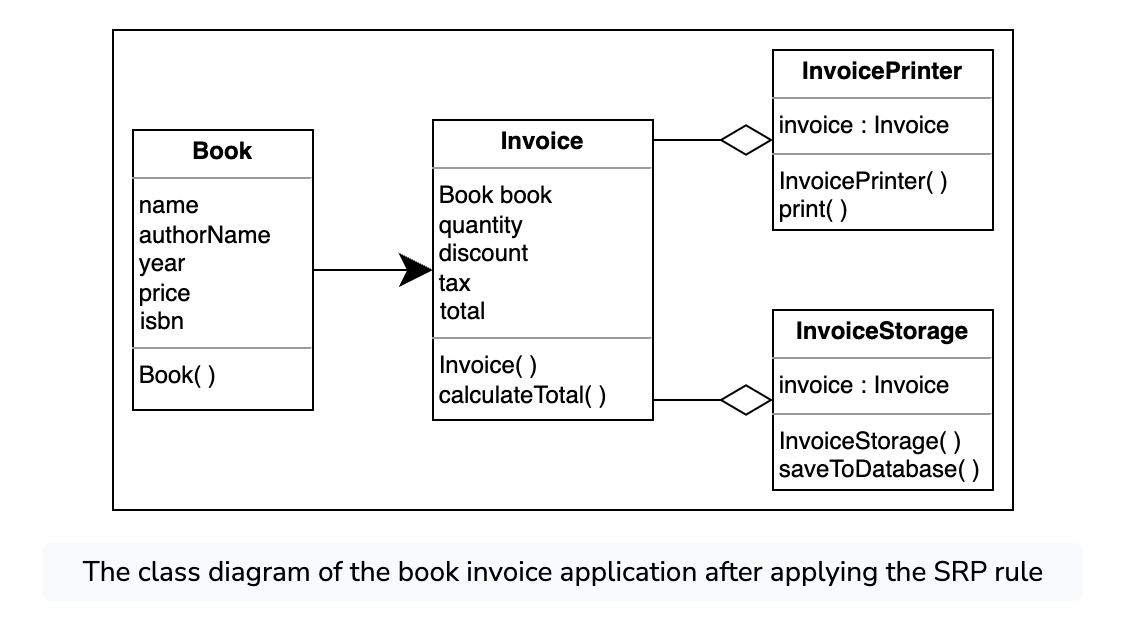 Book
name
authorName
year
price
isbn
Book( )
Invoice
Book book
quantity
discount
tax
total
Invoice( )
calculateTotal( )
InvoicePrinter
invoice : Invoice
InvoicePrinter( )
print( )
InvoiceStorage
invoice : Invoice
InvoiceStorage( )
saveToDatabase( )
The class diagram of the book invoice application after applying the SRP rule